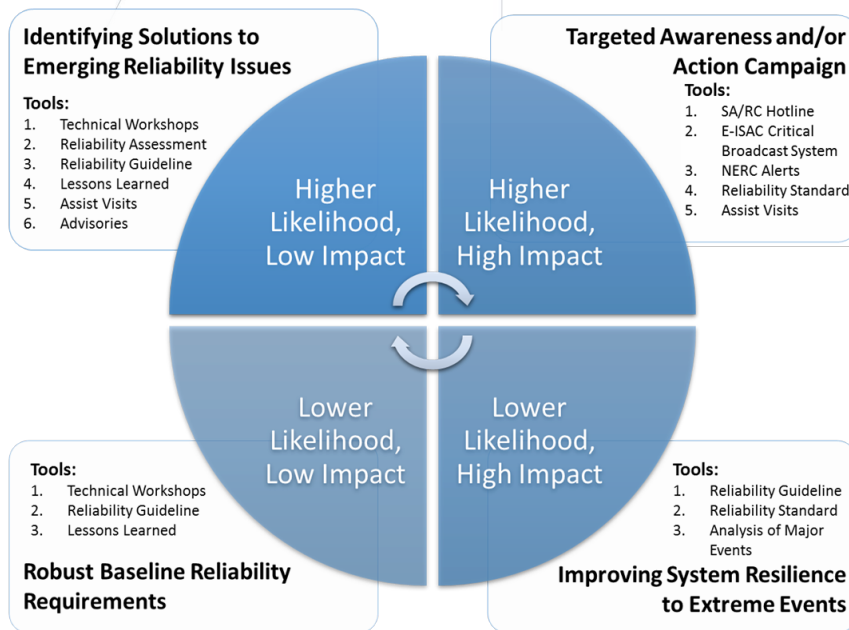 Identifying Solutions to
Emerging Reliability Issues
Tools:
1. Technical Workshops
2. Reliability Assessment
3. Reliability Guideline
4. Lessons Learned
5. Assist Visits
6. Advisories
Targeted Awareness and/or
Action Campaign
Tools:
1. SA/RC Hotline
2. E-ISAC Critical
Broadcast System
3. NERC Alerts
4. Reliability Standard
5. Assist Visits
Higher
Likelihood,
Low Impact
Higher
Likelihood,
High Impact
Lower
Likelihood,
Low Impact
Lower
Likelihood,
High Impact
Tools:
1. Technical Workshops
2. Reliability Guideline
3. Lessons Learned
Robust Baseline Reliability
Requirements
Tools:
1. Reliability Guideline
2. Reliability Standard
3. Analysis of Major
Events
Improving System Resilience
to Extreme Events